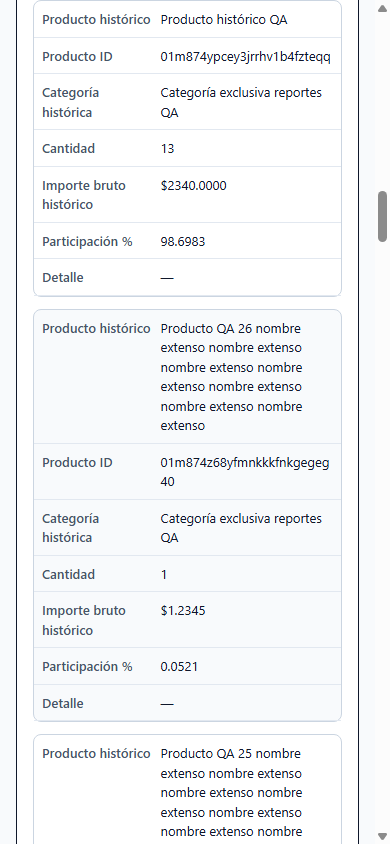 Producto histórico Producto histórico QA
Producto ID 01m874ypcey3jrrhv1b4fzteqq
Categoría histórica Categoría exclusiva reportes QA
Cantidad 13
Importe bruto histórico $2340.0000
Participación % 98.6983
Detalle —
Producto histórico Producto QA 26 nombre
extenso nombre extenso
nombre extenso nombre
extenso nombre extenso
nombre extenso nombre
extenso
Producto ID 01m874z68yfmnkkkfnkgegeg
40
Categoría histórica Categoría exclusiva reportes QA
Cantidad 1
Importe bruto histórico $1.2345
Participación % 0.0521
Detalle —
Producto histórico Producto QA 25 nombre
extenso nombre extenso
nombre extenso nombre
extenso nombre extenso
nombre extenso nombre